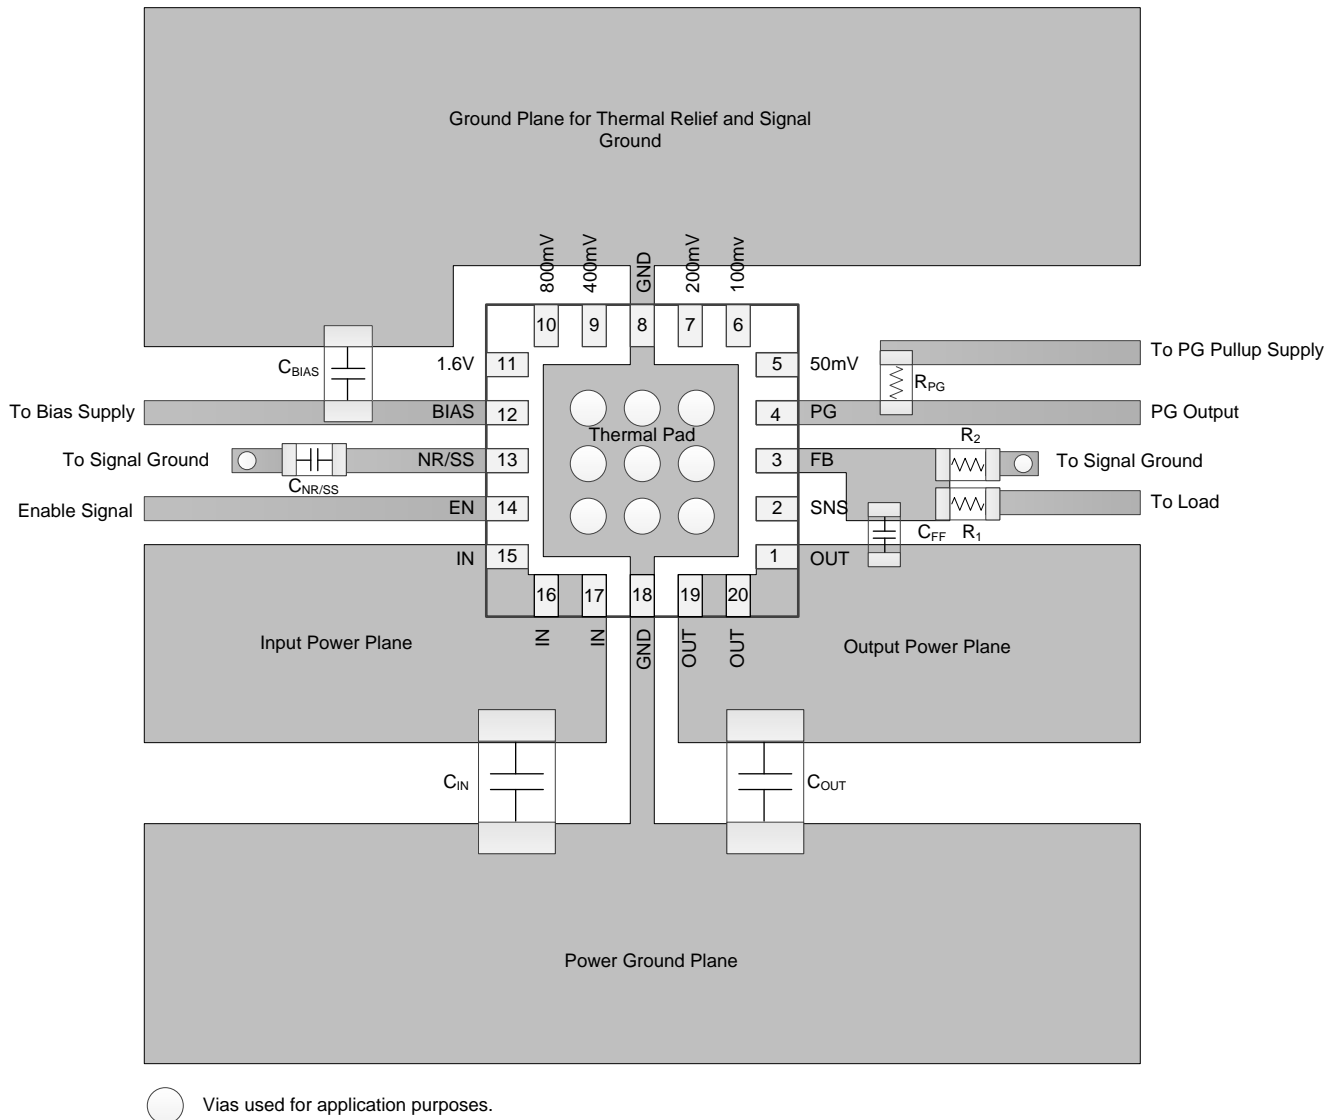 Ground Plane for Thermal Relief and Signal
Ground
800mV
400mV
GND
200mV
100mv
10
9
8
7
6
CBIAS
1.6V
11
5
50mV
To PG Pullup Supply
RPG
To Bias Supply
BIAS
12
4
PG
PG Output
Thermal Pad
R2
To Signal Ground
NR/SS
13
3
FB
To Signal Ground
CNR/SS
Enable Signal
EN
14
2
SNS
To Load
CFF
R1
IN
15
1
OUT
16
17
18
19
20
IN
IN
GND
OUT
OUT
Input Power Plane
Output Power Plane
CIN
COUT
Power Ground Plane
Vias used for application purposes.